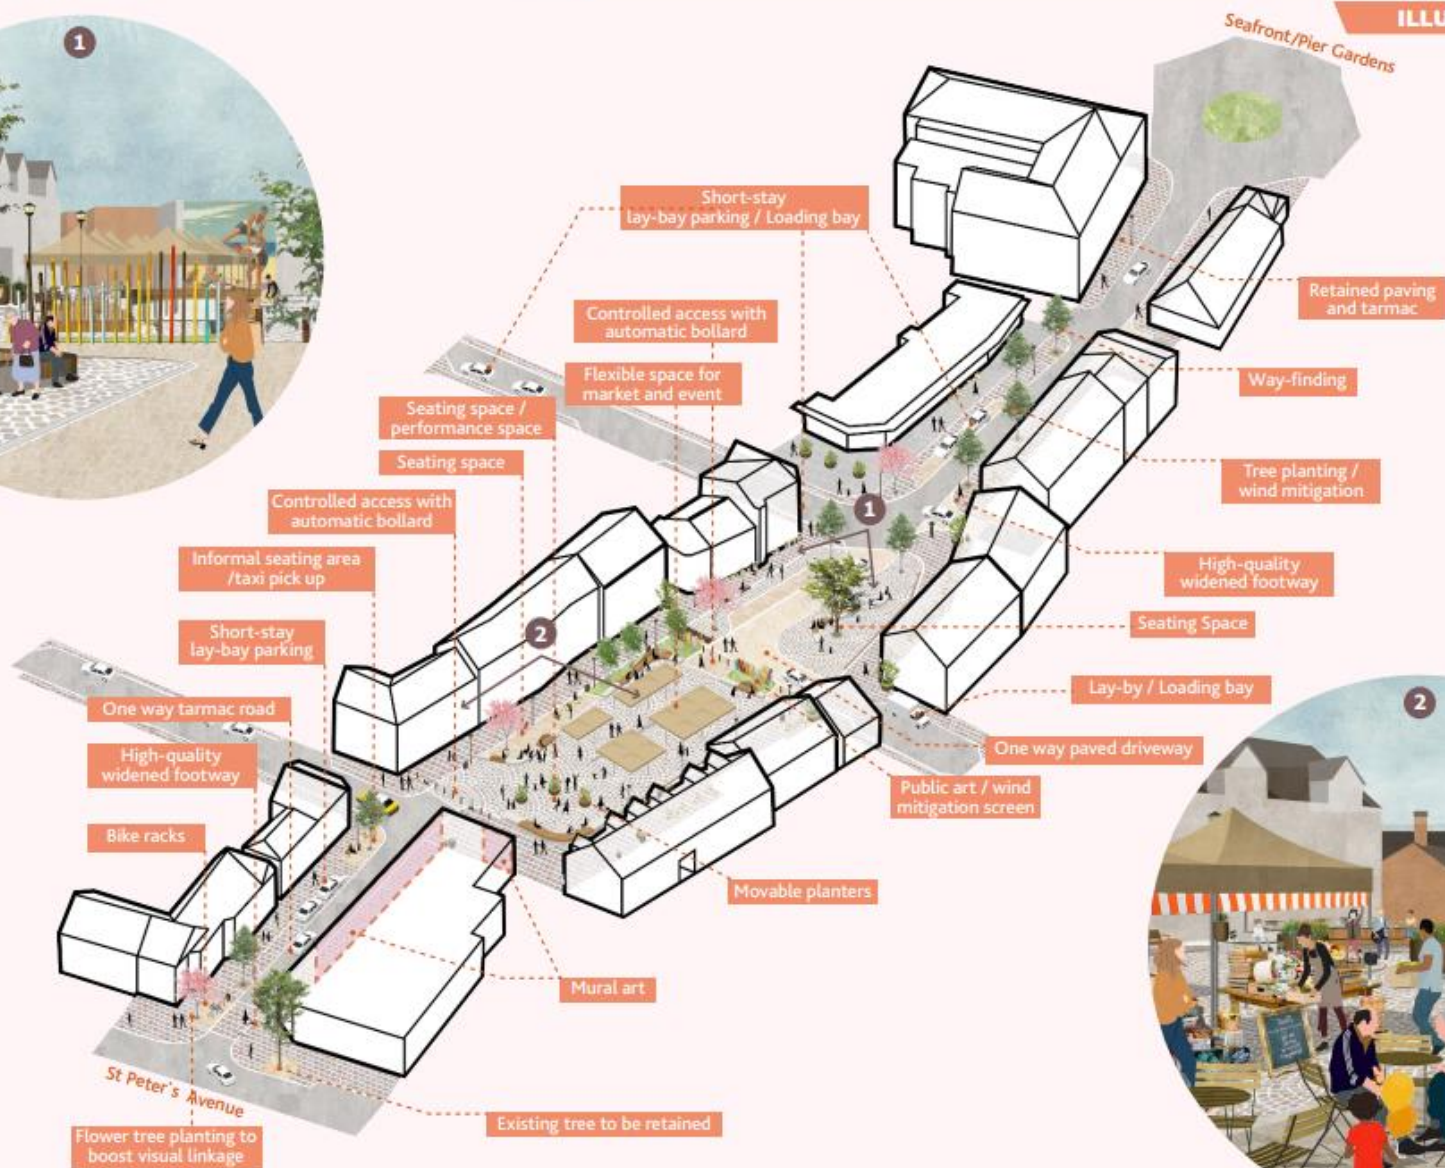 ILLU
Seafront/Pier Gardens
1
Short-stay
lay-bay parking / Loading bay
Retained paving
and tarmac
Controlled access with
automatic bollard
Flexible space for
market and event
Way-finding
Seating space /
performance space
Seating space
Tree planting /
wind mitigation
Controlled access with
automatic bollard
1
Informal seating area
/taxi pick up
High-quality
widened footway
Short-stay
lay-bay parking
2
Seating Space
Lay-by / Loading bay
2
One way tarmac road
One way paved driveway
High-quality
widened footway
Public art / wind
mitigation screen
Bike racks
Movable planters
Mural art
St Peter's Avenue
Existing tree to be retained
Flower tree planting to
boost visual linkage